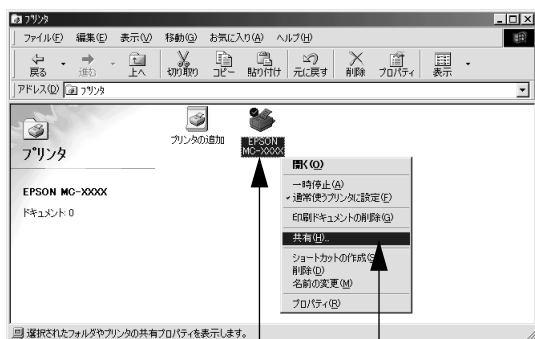 プリンタ
ファイル(F) 編集(E) 表示(V) 移動(G) お気に入り(A) ヘルプ(H)
戻る 進む 上へ 切り取り コピー 貼り付け 元に戻す 削除 プロパティ 表示
アドレス(D) プリンタ
プリンタ
EPSON MC-XXXX
ドキュメント: 0
プリンタの追加
EPSON
MC-XXXX
開く(O)
一時停止(A)
通常使うプリンタに設定(F)
印刷ドキュメントの削除(G)
共有(H)...
ショートカットの作成(S)
削除(D)
名前の変更(M)
プロパティ(R)
選択されたフォルダやプリンタの共有プロパティを表示します。